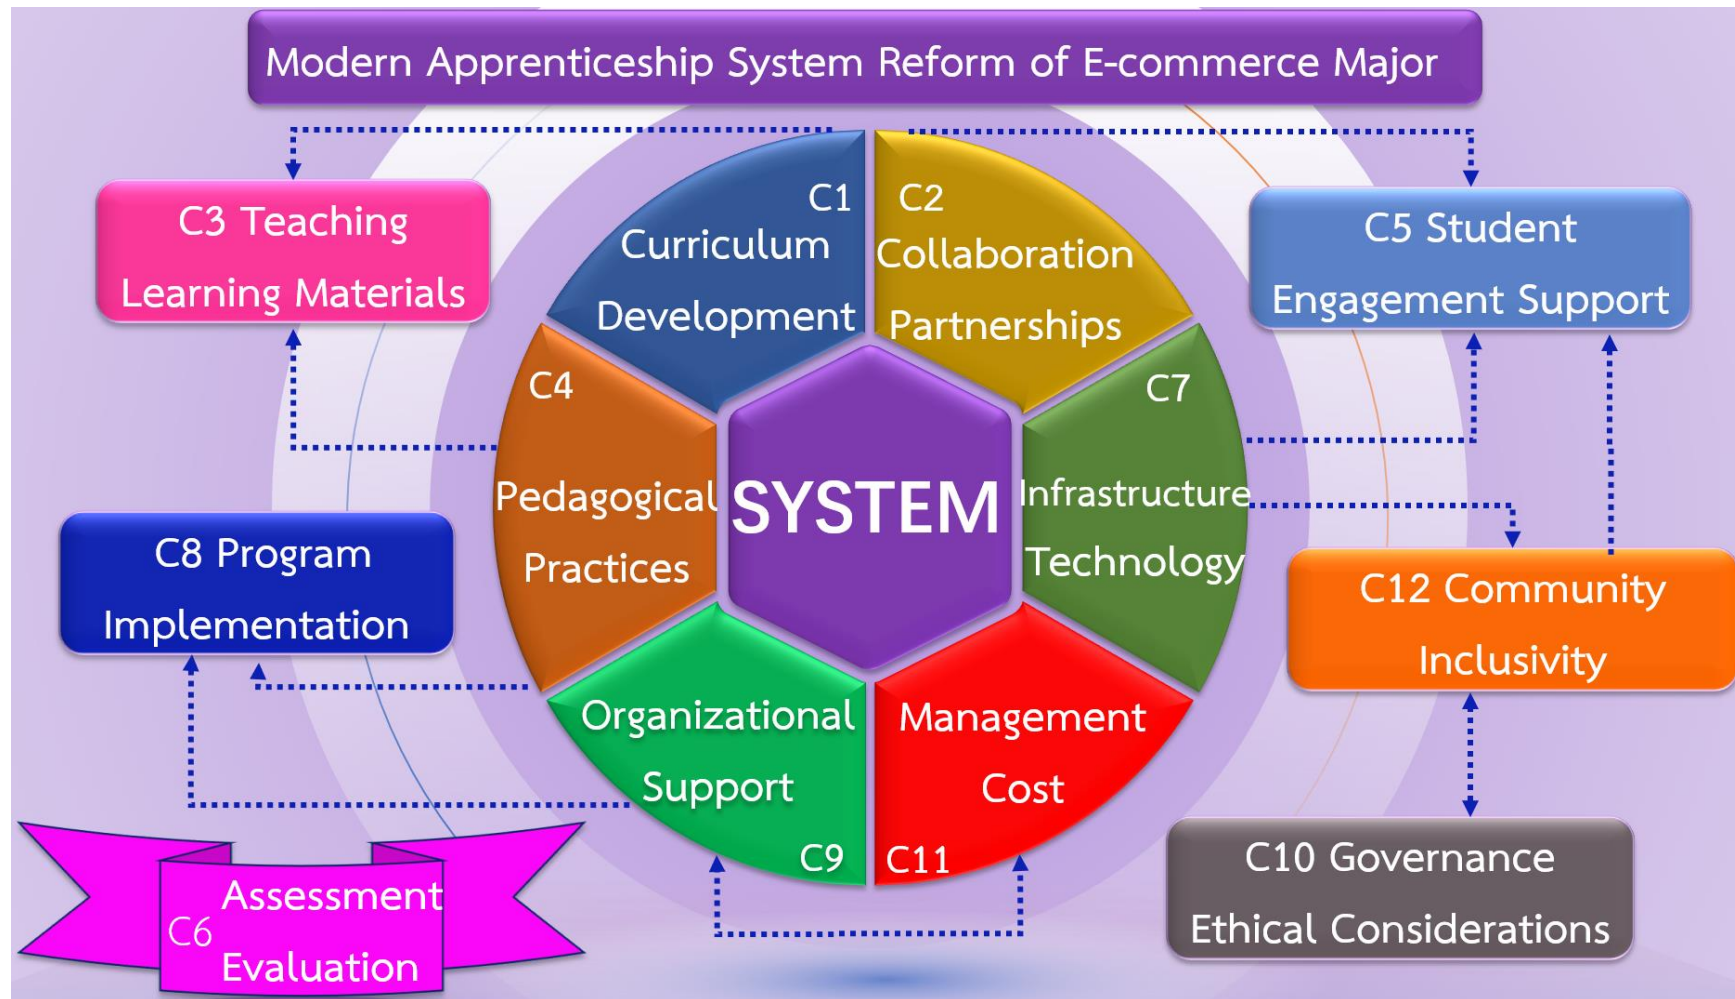 Modern Apprenticeship System Reform of E-commerce Major
C3 Teaching
Learning Materials
C1
Curriculum
Development
C2
Collaboration
Partnerships
C5 Student
Engagement Support
C4
Pedagogical
Practices
SYSTEM
C7
Infrastructure
Technology
C8 Program
Implementation
C12 Community
Inclusivity
Organizational
Support
C9
Management
Cost
C11
C6
Assessment
Evaluation
C10 Governance
Ethical Considerations